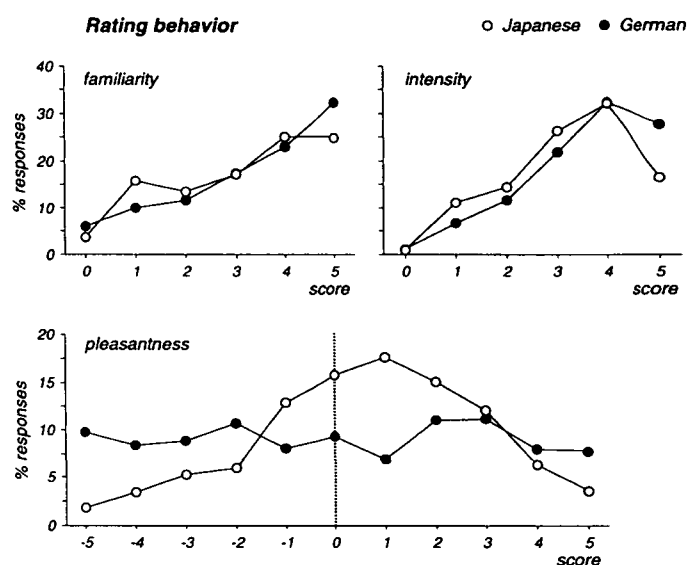 Rating behavior
Japanese German
familiarity
intensity
% responses
40
30
20
10
0
0 1 2 3 4 5
score
0 1 2 3 4 5
score
pleasantness
% responses
20
15
10
5
0
-5 -4 -3 -2 -1 0 1 2 3 4 5
score